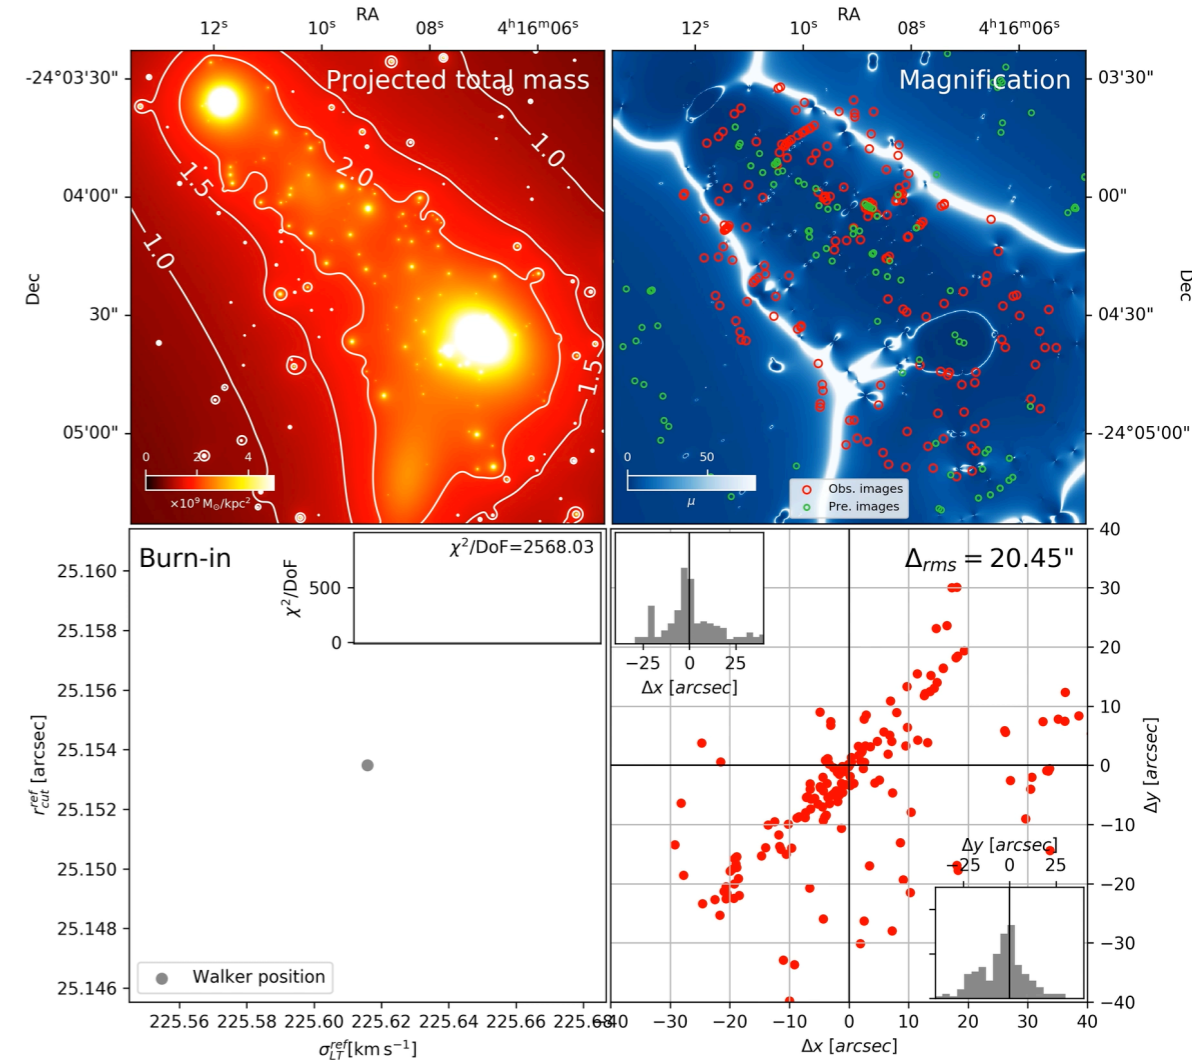 RA
RA
12ˢ 10ˢ 08ˢ 4ʰ16ᵐ06ˢ
12ˢ 10ˢ 08ˢ 4ʰ16ᵐ06ˢ
Projected total mass
Magnification
-24°03'30"
04'00"
30"
05'00"
Dec
1.0
2.0
1.5
1.0
1.5
0 2 4
×10⁹ M⊙/kpc²
03'30"
00"
04'30"
-24°05'00"
Dec
0 50
μ
Obs. images
Pre. images
Burn-in
χ²/DoF=2568.03
χ²/DoF
500
0
25.160
25.158
25.156
25.154
25.152
25.150
25.148
25.146
r_cut^ref [arcsec]
Walker position
225.56 225.58 225.60 225.62 225.64 225.66 225.68
σ_LT^ref[km s⁻¹]
Δ_rms = 20.45"
−25 0 25
Δx [arcsec]
Δy [arcsec]
−25 0 25
40
30
20
10
0
−10
−20
−30
−40
Δy [arcsec]
40 −30 −20 −10 0 10 20 30 40
Δx [arcsec]